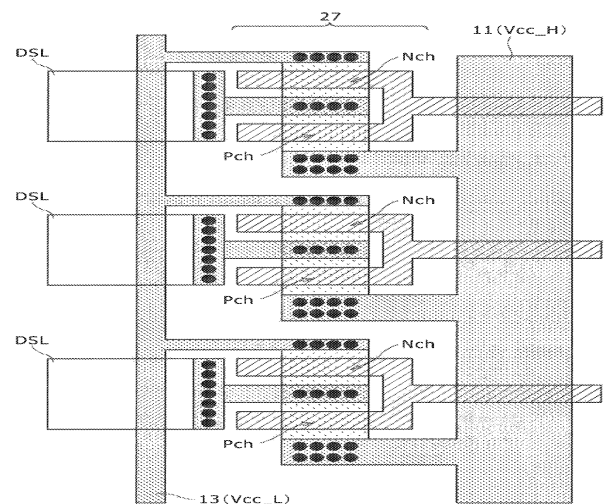 27
11(Vcc_H)
DSL
Nch
Pch
DSL
Nch
Pch
DSL
Nch
Pch
13(Vcc_L)